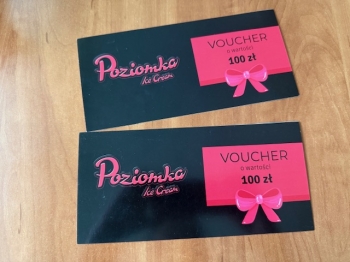 Poziomka
Ice Cream
VOUCHER
o wartości
100 zł
Poziomka
Ice Cream
VOUCHER
o wartości
100 zł